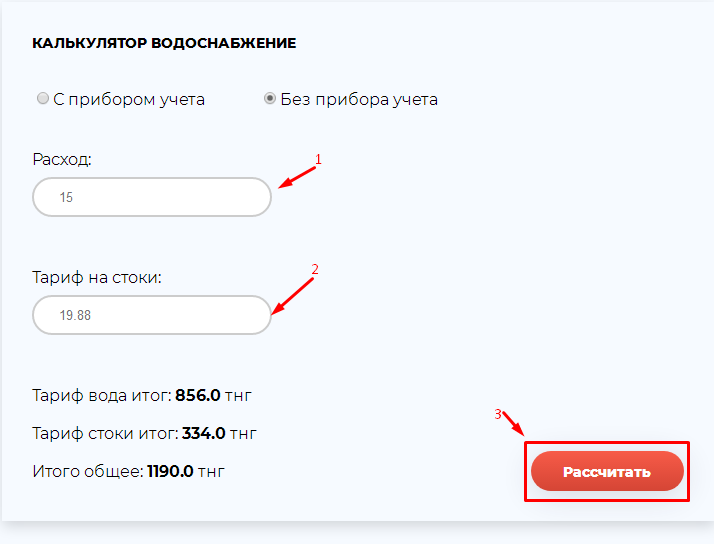 КАЛЬКУЛЯТОР ВОДОСНАБЖЕНИЕ
С прибором учета Без прибора учета
Расход:
1
15
Тариф на стоки:
2
19.88
Тариф вода итог: 856.0 тнг
Тариф стоки итог: 334.0 тнг
3
Итого общее: 1190.0 тнг
Рассчитать